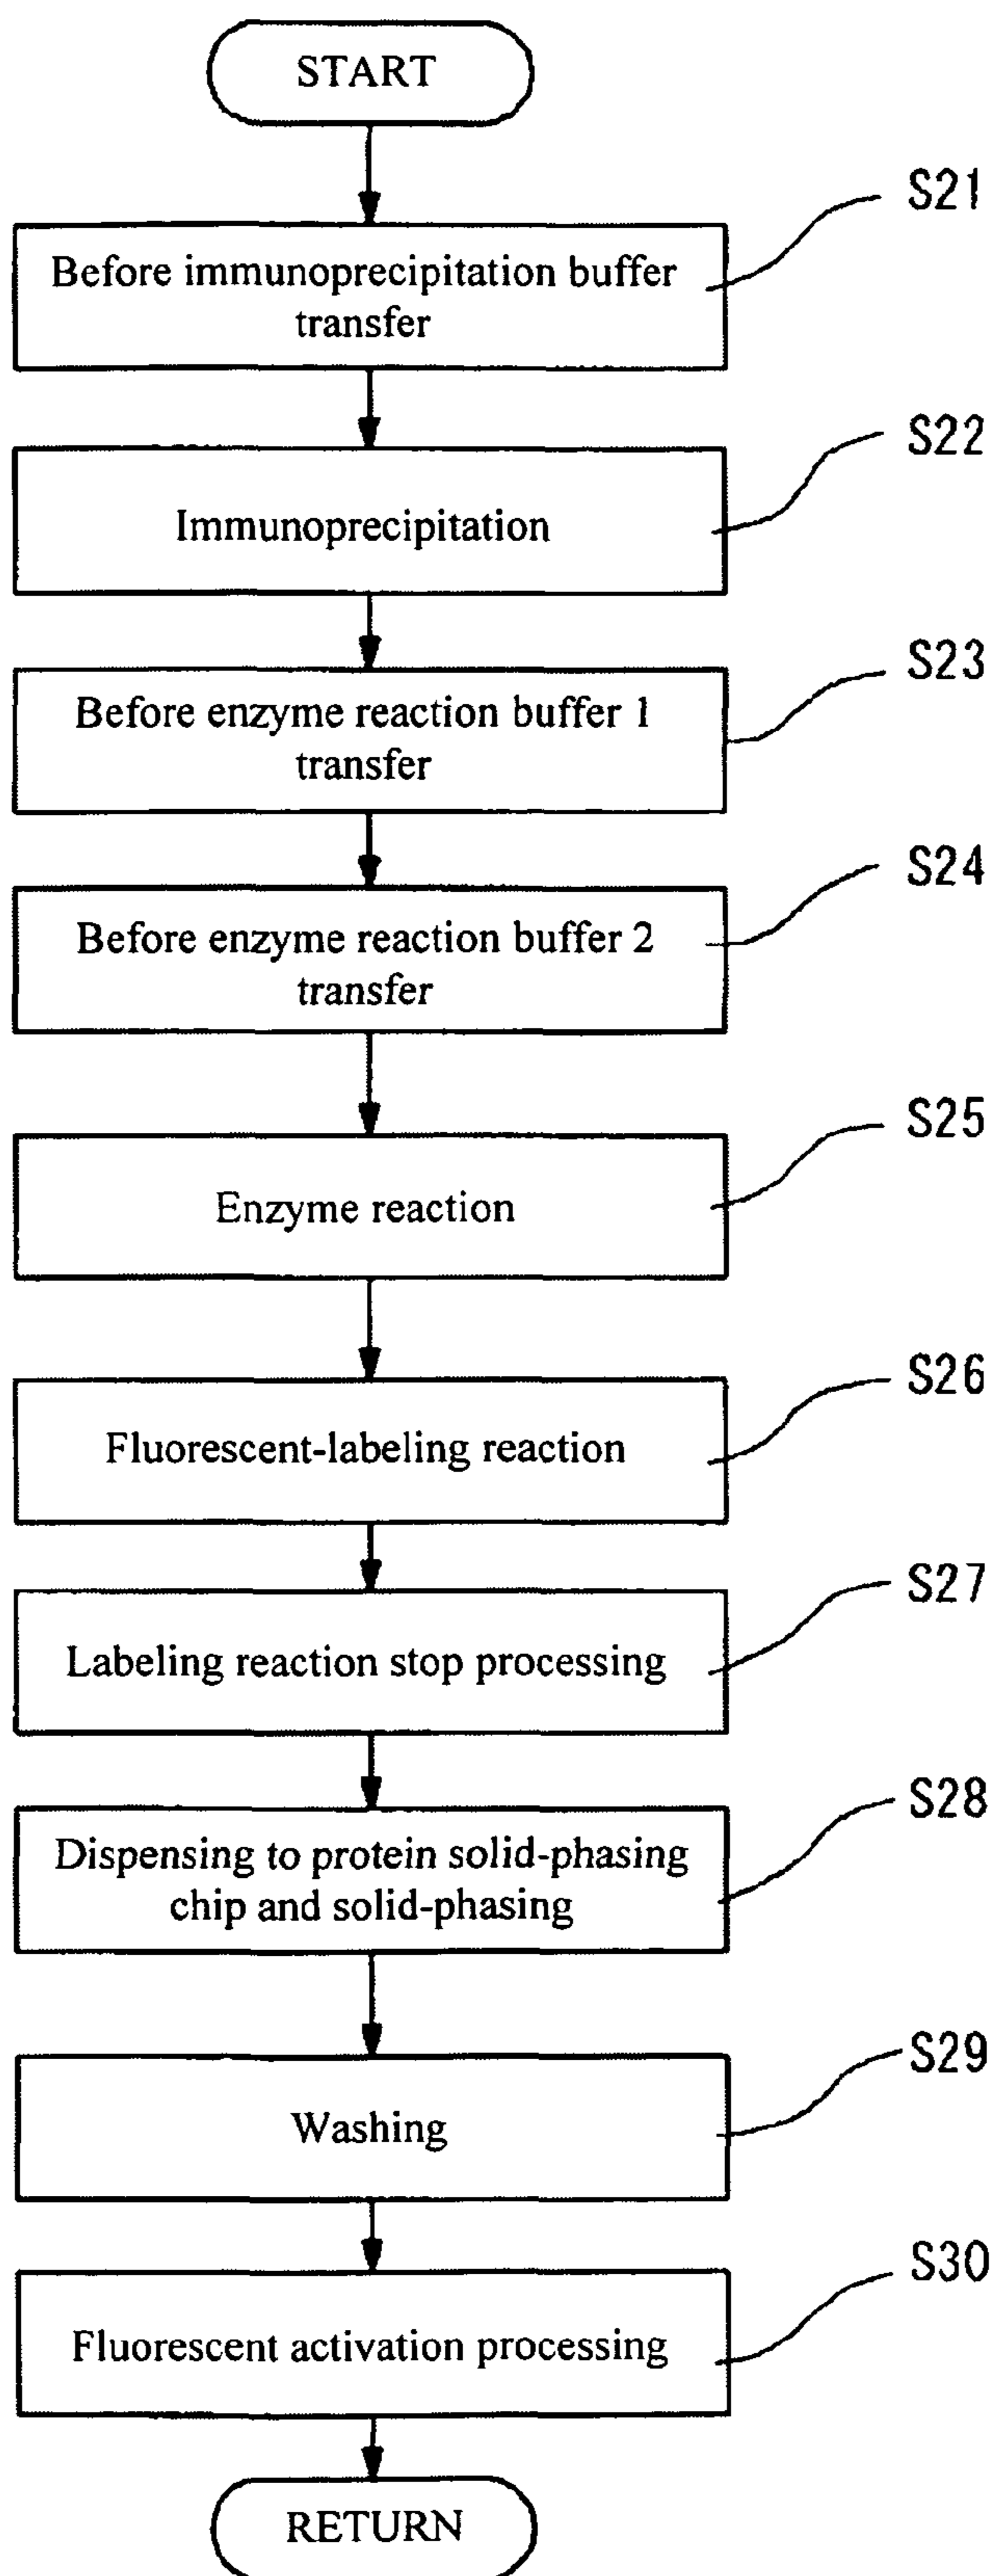 START
S21
Before immunoprecipitation buffer
transfer
S22
Immunoprecipitation
S23
Before enzyme reaction buffer 1
transfer
S24
Before enzyme reaction buffer 2
transfer
S25
Enzyme reaction
S26
Fluorescent-labeling reaction
S27
Labeling reaction stop processing
S28
Dispensing to protein solid-phasing
chip and solid-phasing
S29
Washing
S30
Fluorescent activation processing
RETURN